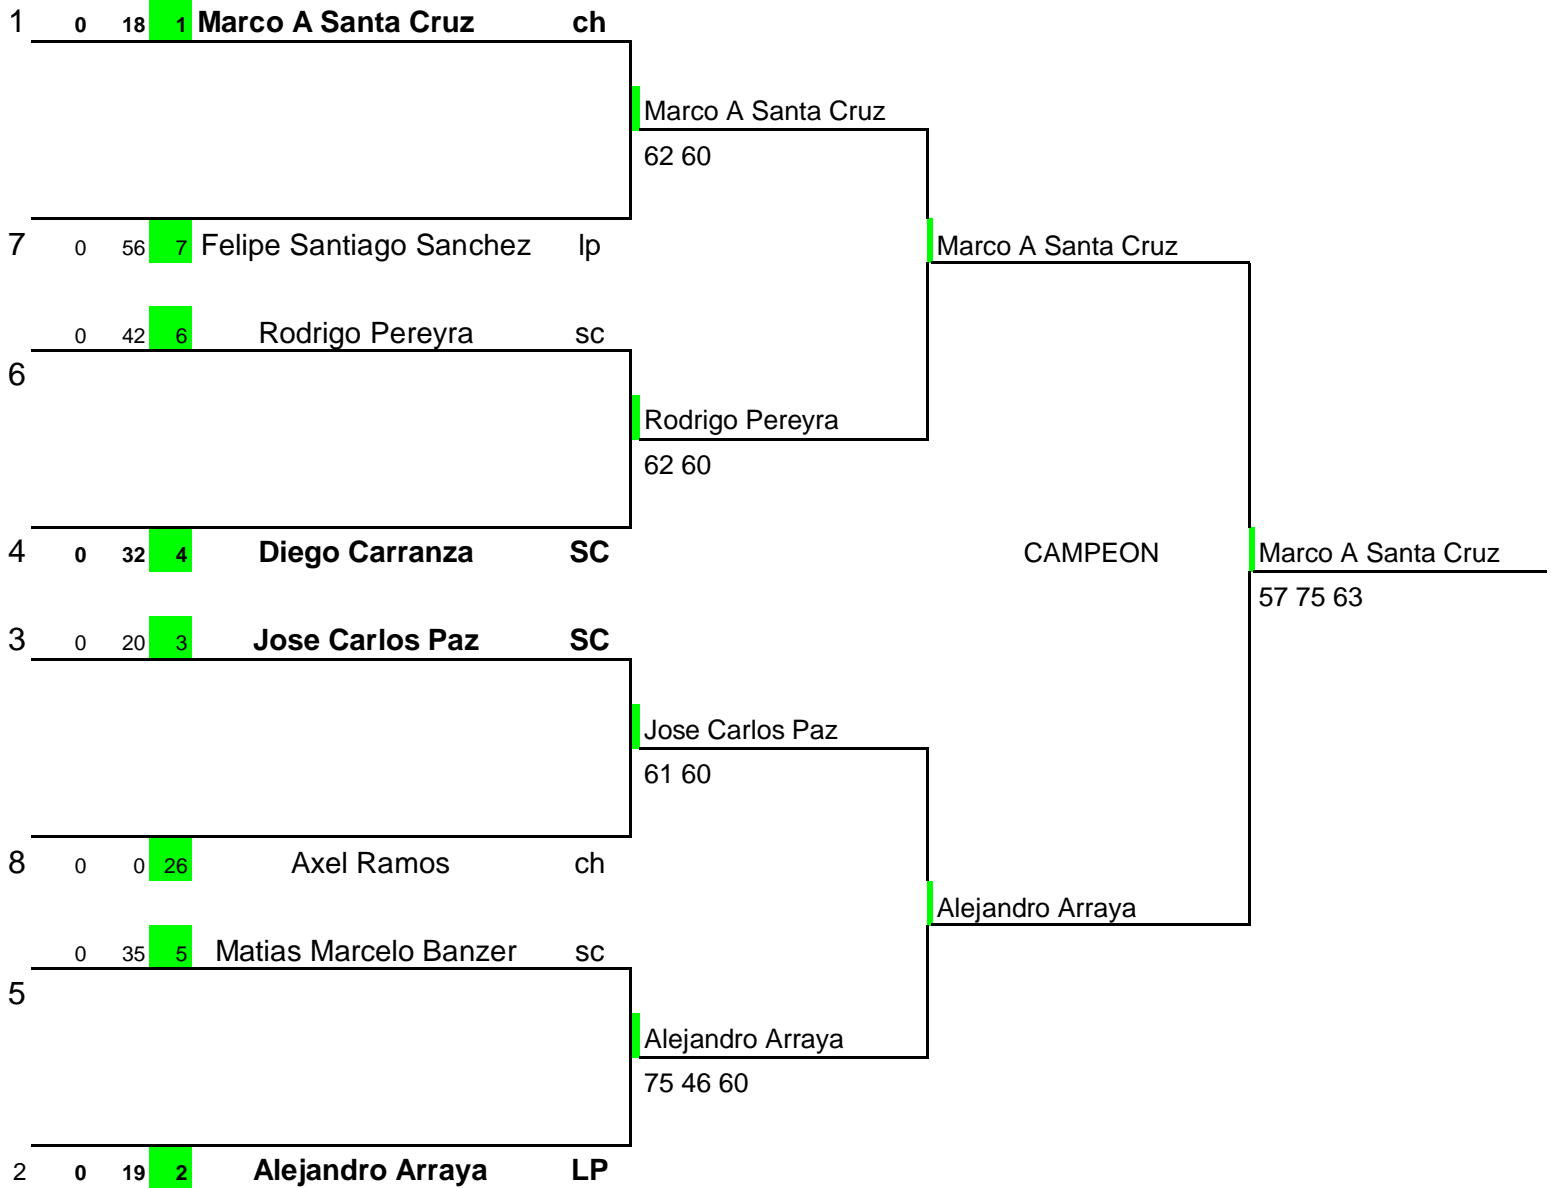 1 0 18 1 Marco A Santa Cruz ch
Marco A Santa Cruz
62 60
7 0 56 7 Felipe Santiago Sanchez lp
Marco A Santa Cruz
0 42 6 Rodrigo Pereyra sc
6
Rodrigo Pereyra
62 60
4 0 32 4 Diego Carranza SC
CAMPEON
Marco A Santa Cruz
57 75 63
3 0 20 3 Jose Carlos Paz SC
Jose Carlos Paz
61 60
8 0 0 26 Axel Ramos ch
Alejandro Arraya
0 35 5 Matias Marcelo Banzer sc
5
Alejandro Arraya
75 46 60
2 0 19 2 Alejandro Arraya LP